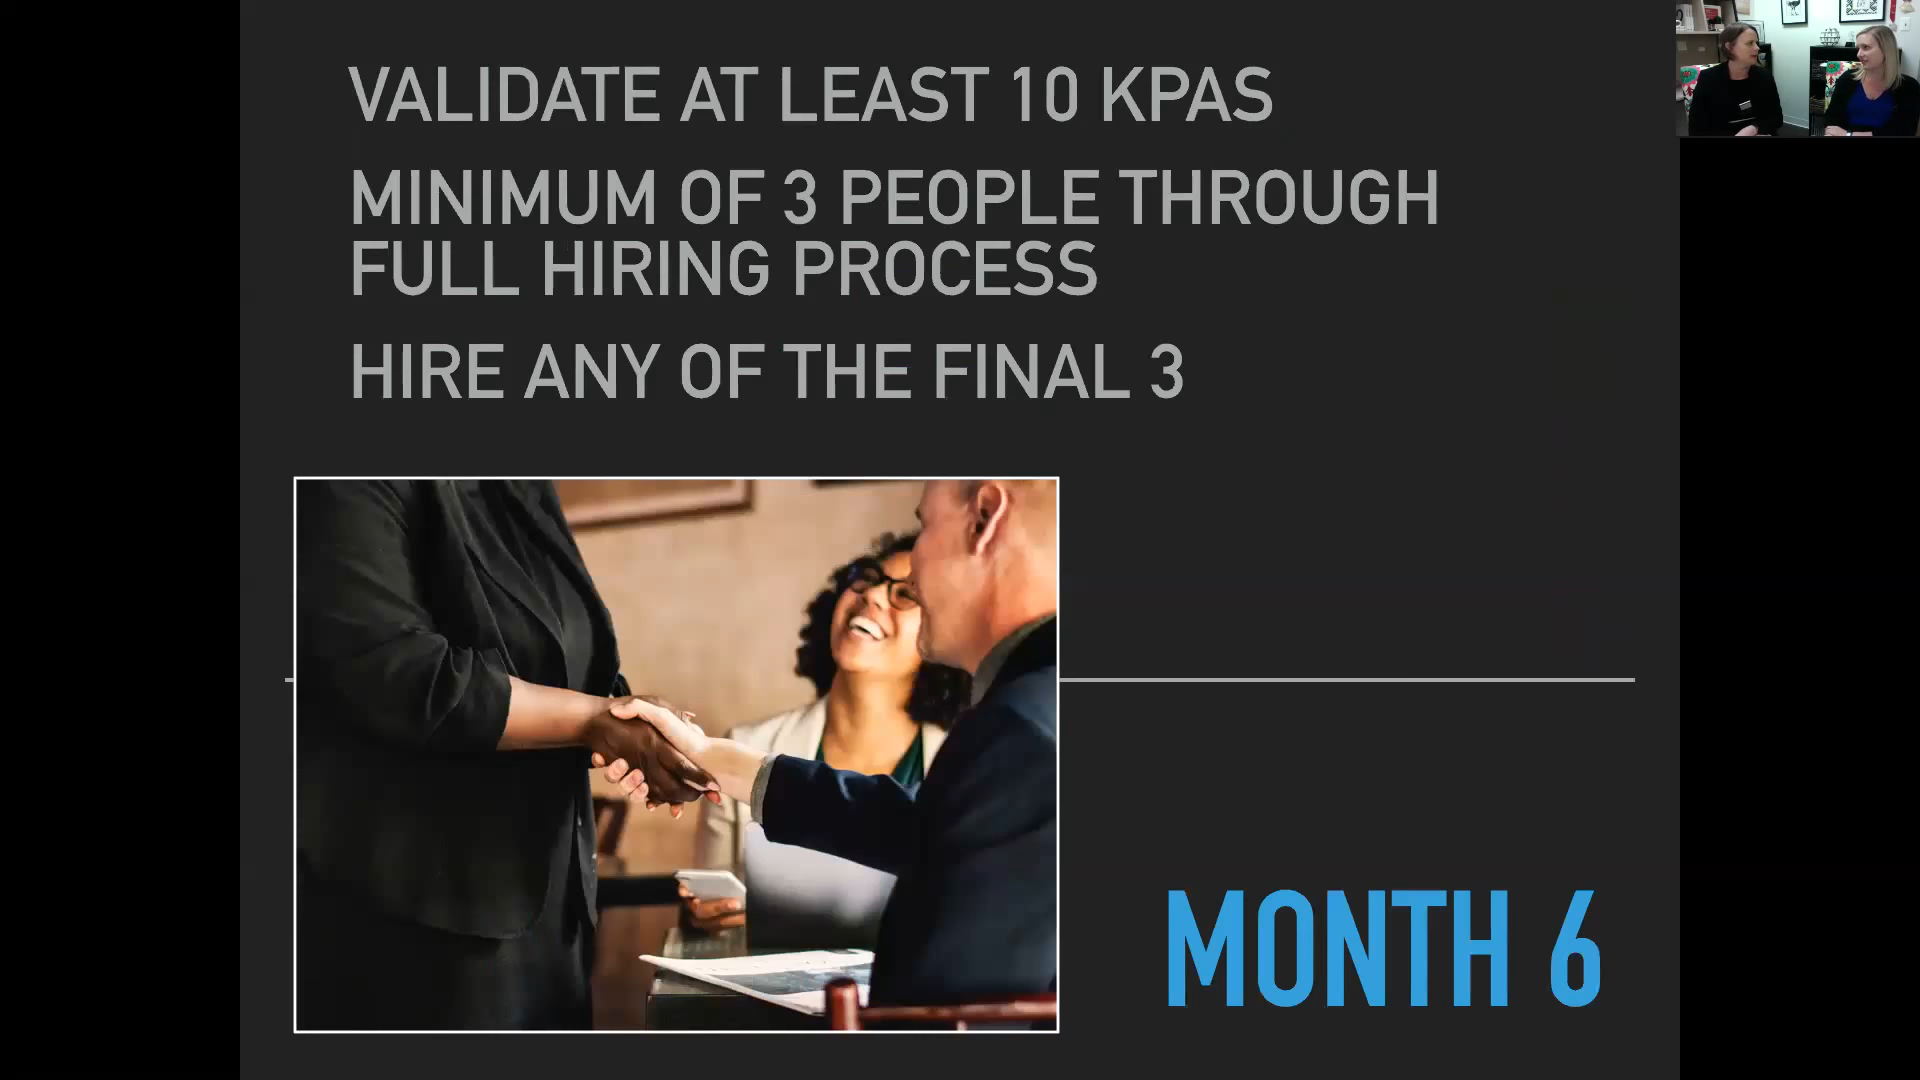 VALIDATE AT LEAST 10 KPAS
MINIMUM OF 3 PEOPLE THROUGH
FULL HIRING PROCESS
HIRE ANY OF THE FINAL 3
MONTH 6